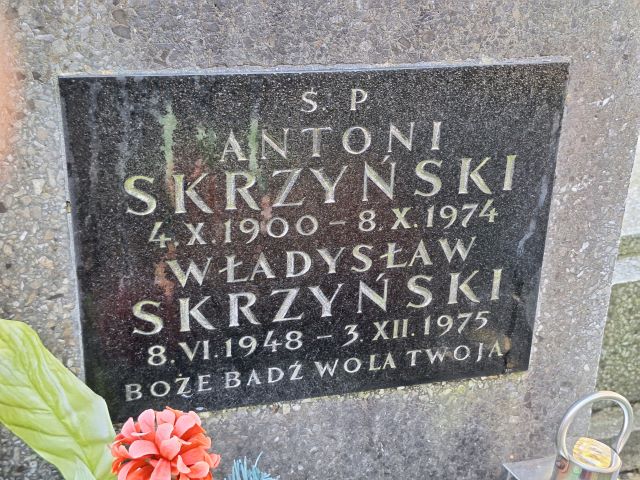 Ś. P.
ANTONI
SKRZYŃSKI
4.X.1900 – 8.X.1974
WŁADYSŁAW
SKRZYŃSKI
8.VI.1948 – 3.XII.1975
BOŻE BADŹ WOLA TWOJA